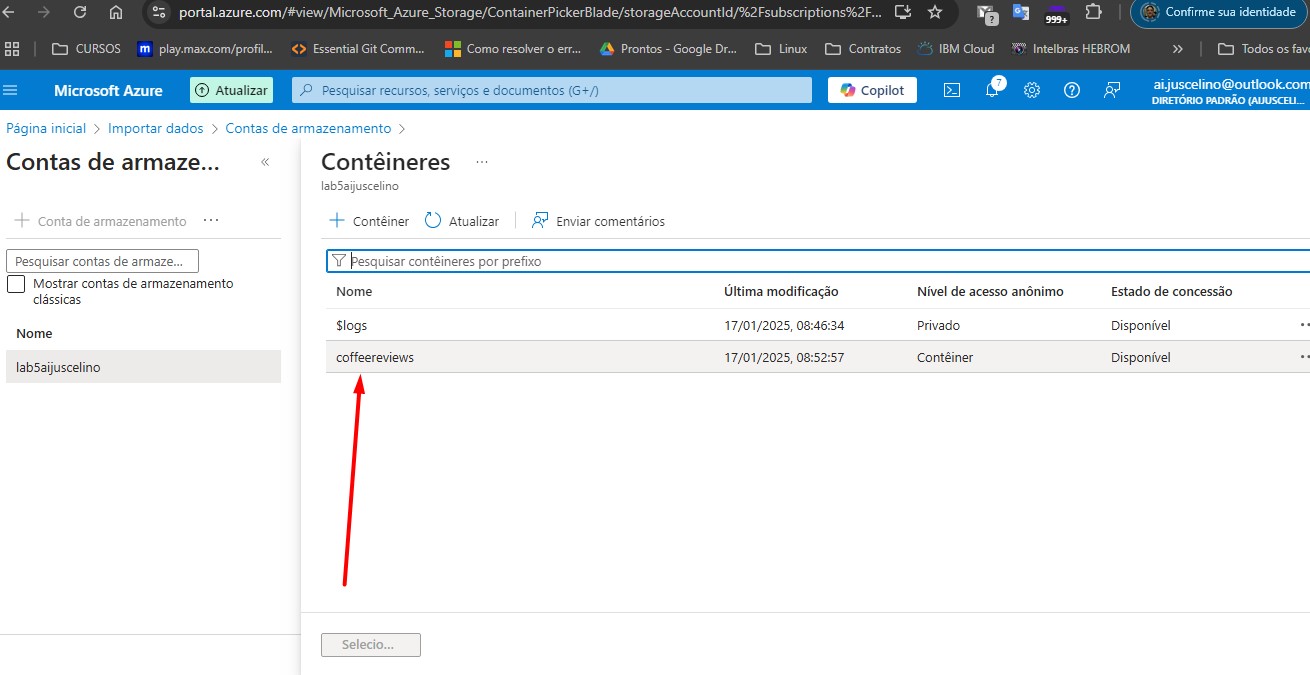 portal.azure.com/#view/Microsoft_Azure_Storage/ContainerPickerBlade/storageAccountId/%2Fsubscriptions%2F... ? 999+ Confirme sua identidade
CURSOS m play.max.com/profil... Essential Git Comm... Como resolver o err... Prontos - Google Dr... Linux Contratos IBM Cloud Intelbras HEBROM » Todos os favo
Microsoft Azure Atualizar Pesquisar recursos, serviços e documentos (G+/) Copilot 7 ai.juscelino@outlook.com
DIRETÓRIO PADRÃO (AIJUSCELI...
Página inicial > Importar dados > Contas de armazenamento >
Contas de armaze... «
Contêineres ...
lab5aijuscelino
+ Conta de armazenamento ...
+ Contêiner Atualizar Enviar comentários
Pesquisar contas de armaze...
Pesquisar contêineres por prefixo
Mostrar contas de armazenamento
clássicas
Nome
lab5aijuscelino
Nome Última modificação Nível de acesso anônimo Estado de concessão
$logs 17/01/2025, 08:46:34 Privado Disponível
coffeereviews 17/01/2025, 08:52:57 Contêiner Disponível
Selecio...